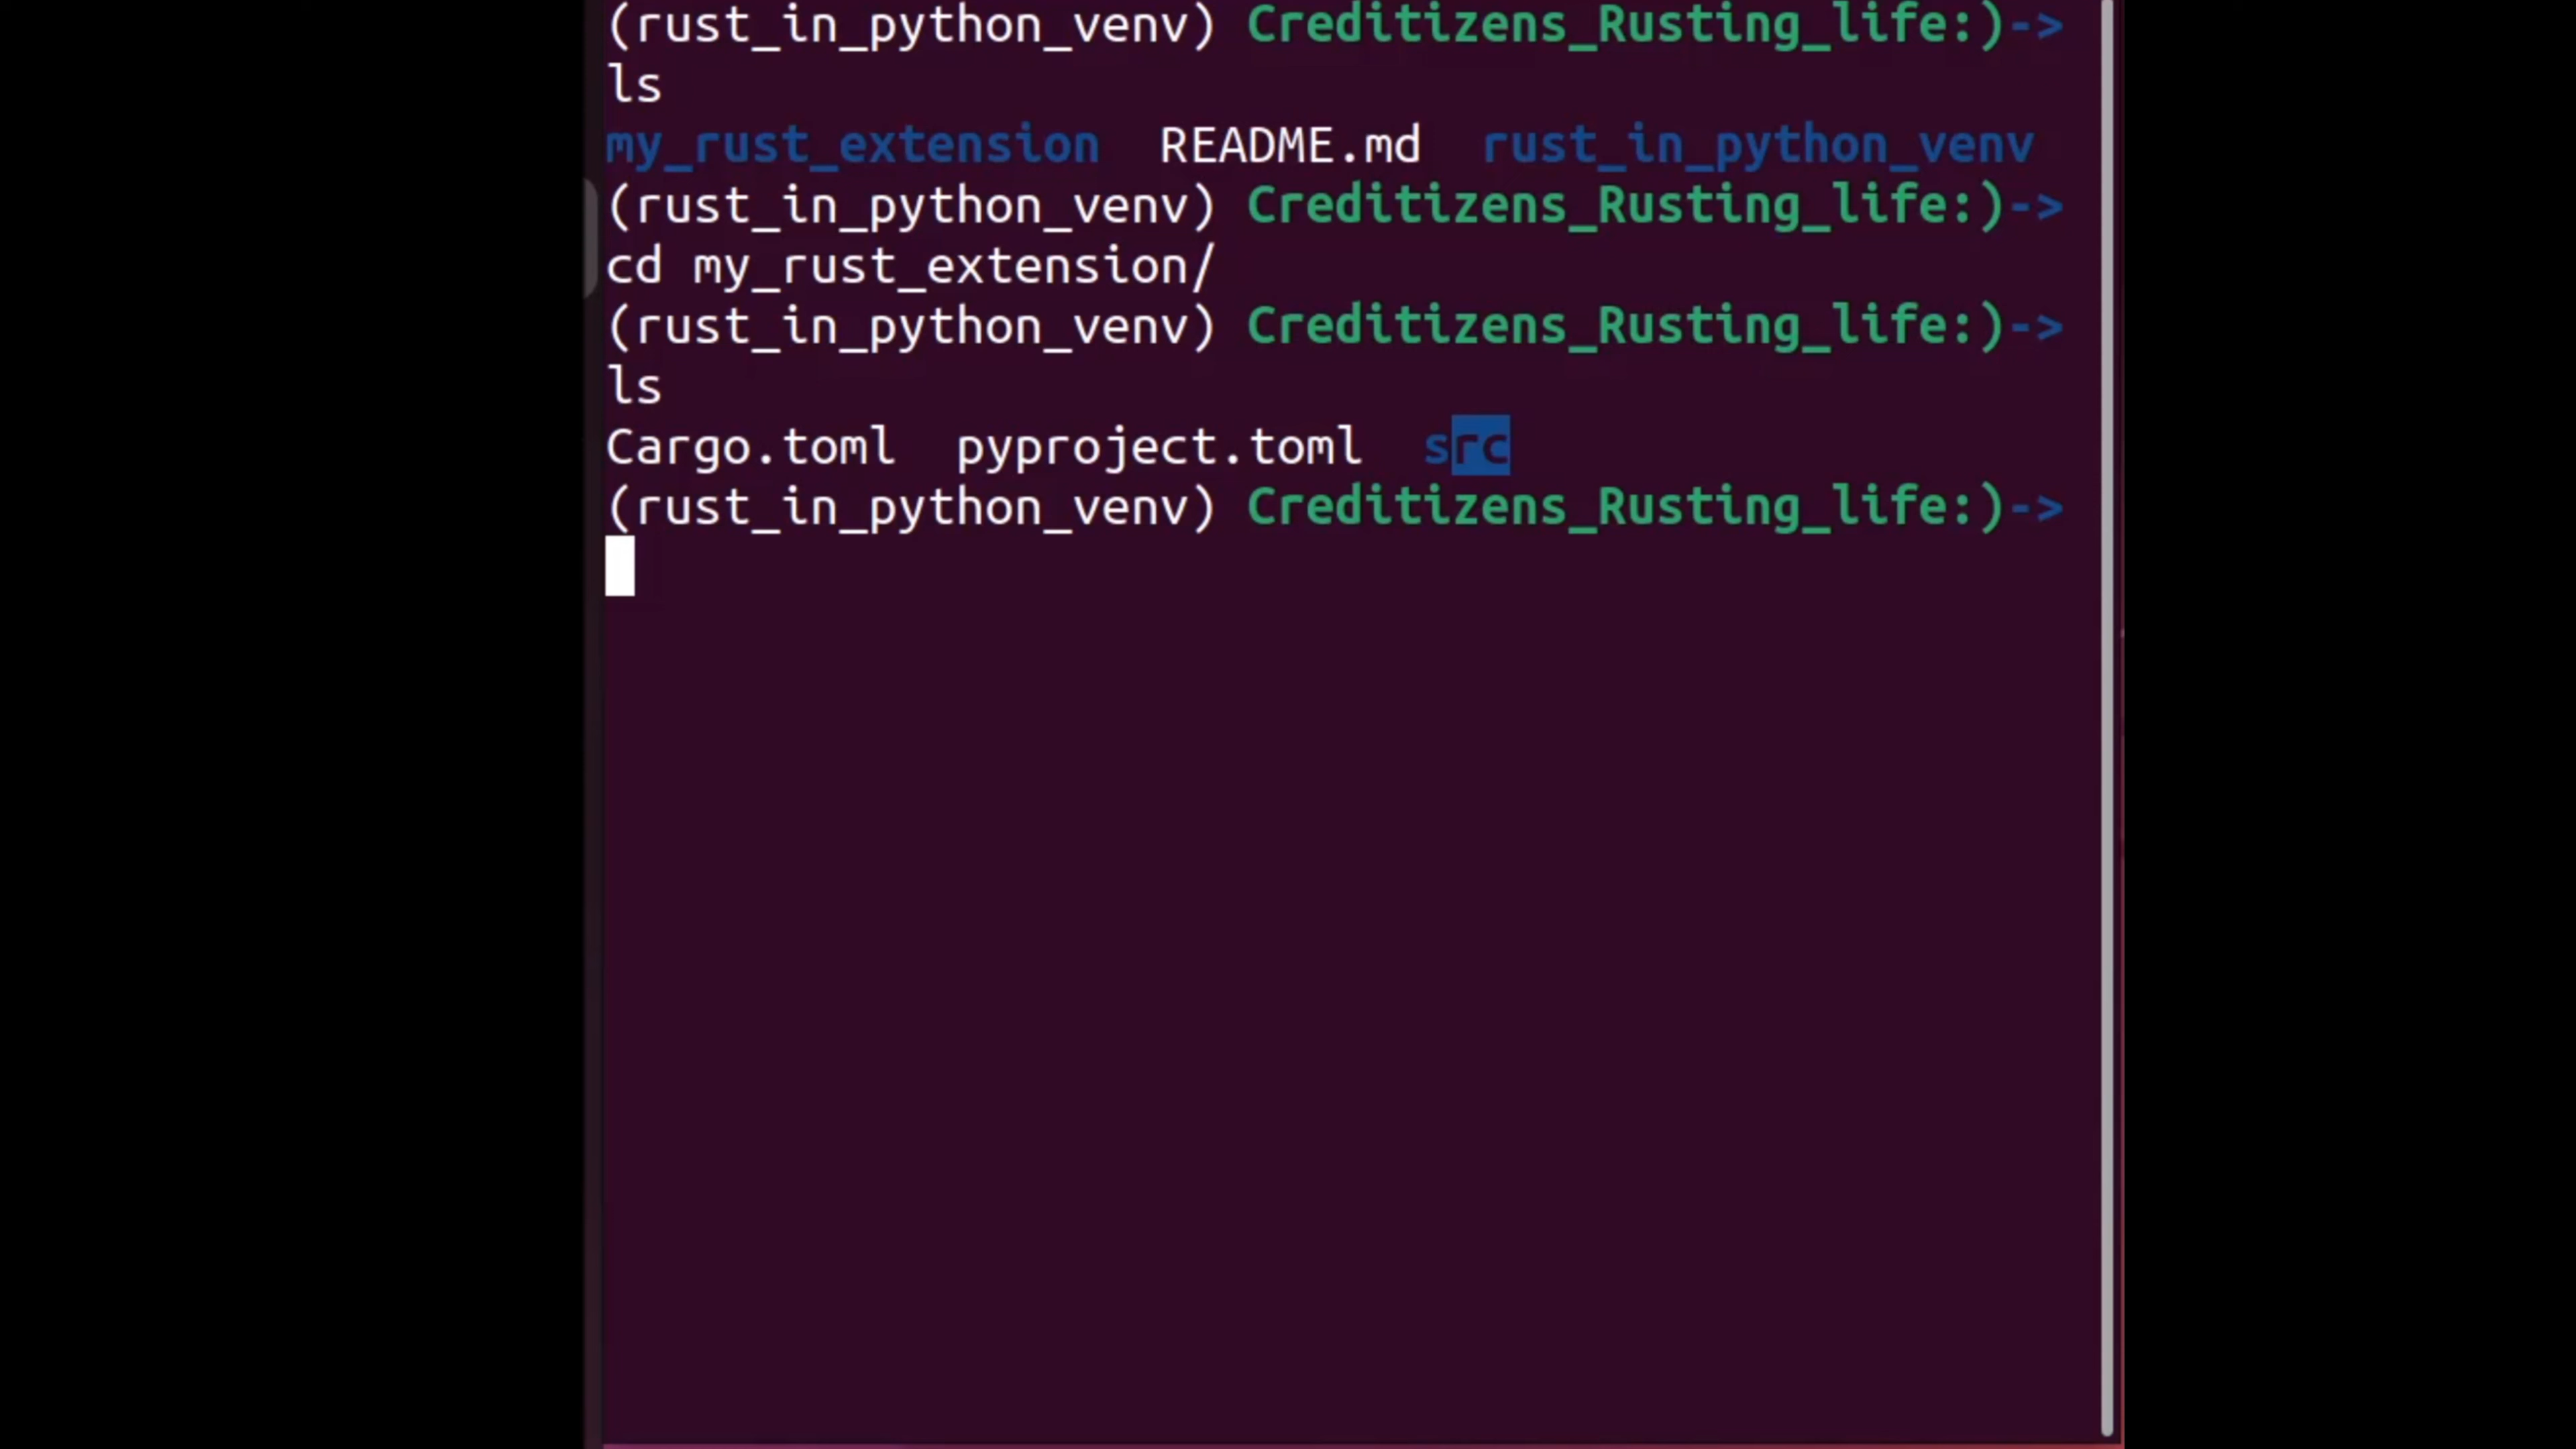 (rust_in_python_venv) Creditizens_Rusting_life:)->
ls
my_rust_extension  README.md  rust_in_python_venv
(rust_in_python_venv) Creditizens_Rusting_life:)->
cd my_rust_extension/
(rust_in_python_venv) Creditizens_Rusting_life:)->
ls
Cargo.toml  pyproject.toml  src
(rust_in_python_venv) Creditizens_Rusting_life:)->